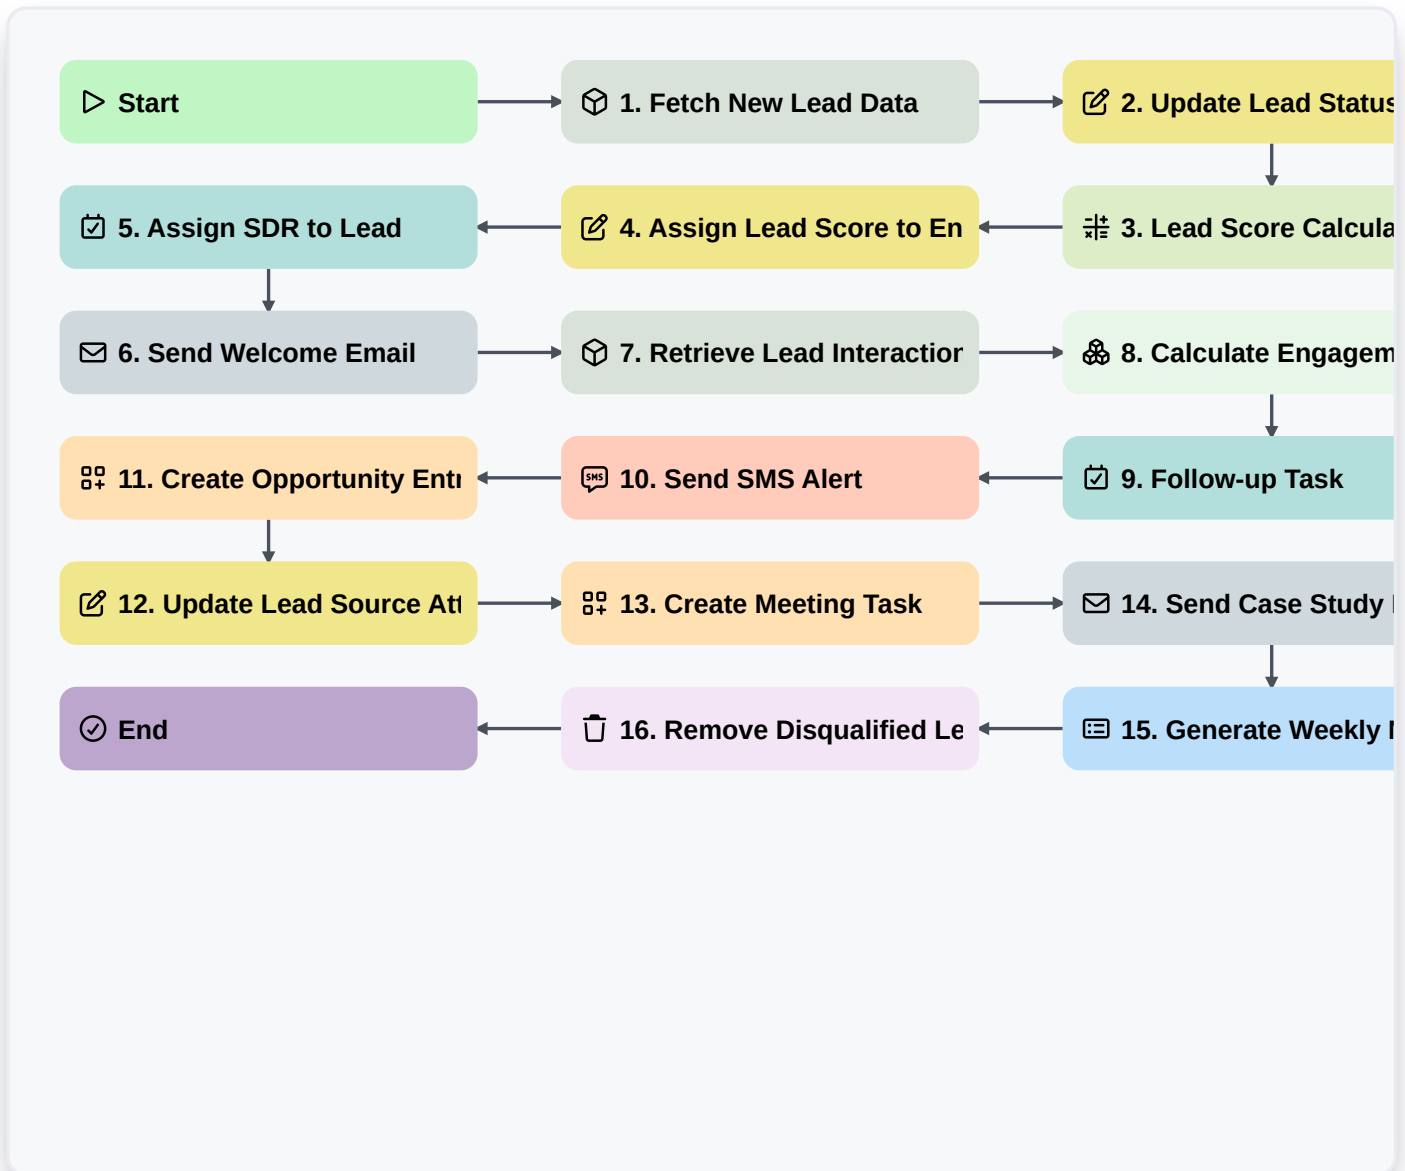 Start
1. Fetch New Lead Data
2. Update Lead Status
5. Assign SDR to Lead
4. Assign Lead Score to En
3. Lead Score Calcula
6. Send Welcome Email
7. Retrieve Lead Interaction
8. Calculate Engagem
11. Create Opportunity Entr
SMS
10. Send SMS Alert
9. Follow-up Task
12. Update Lead Source Att
13. Create Meeting Task
14. Send Case Study
End
16. Remove Disqualified Le
15. Generate Weekly